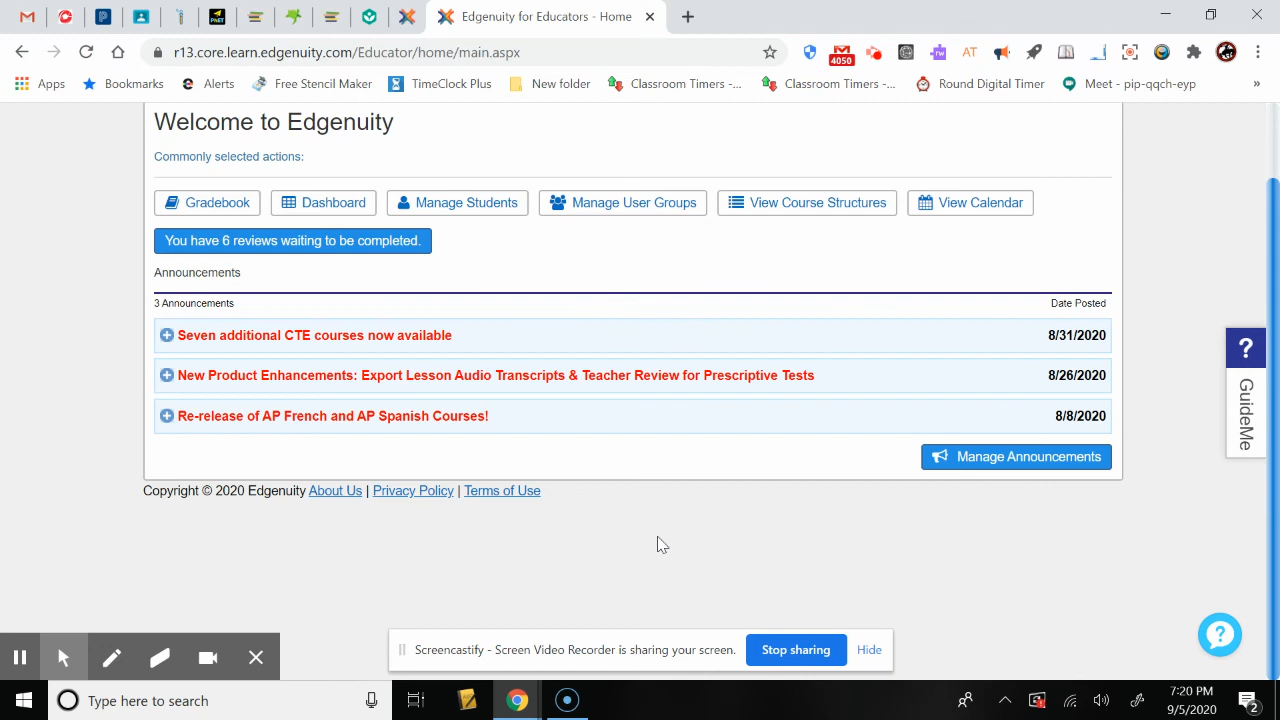 Edgenuity for Educators - Home
r13.core.learn.edgenuity.com/Educator/home/main.aspx
4050
AT
rw
Apps
Bookmarks
Alerts
Free Stencil Maker
TimeClock Plus
New folder
Classroom Timers -...
Classroom Timers -...
Round Digital Timer
Meet - pip-qqch-eyp
»
Welcome to Edgenuity
Commonly selected actions:
Gradebook
Dashboard
Manage Students
Manage User Groups
View Course Structures
View Calendar
You have 6 reviews waiting to be completed.
Announcements
3 Announcements Date Posted
Seven additional CTE courses now available 8/31/2020
New Product Enhancements: Export Lesson Audio Transcripts & Teacher Review for Prescriptive Tests 8/26/2020
Re-release of AP French and AP Spanish Courses! 8/8/2020
Manage Announcements
Copyright © 2020 Edgenuity About Us | Privacy Policy | Terms of Use
?
GuideMe
?
Screencastify - Screen Video Recorder is sharing your screen.
Stop sharing
Hide
Type here to search
7:20 PM
9/5/2020
2